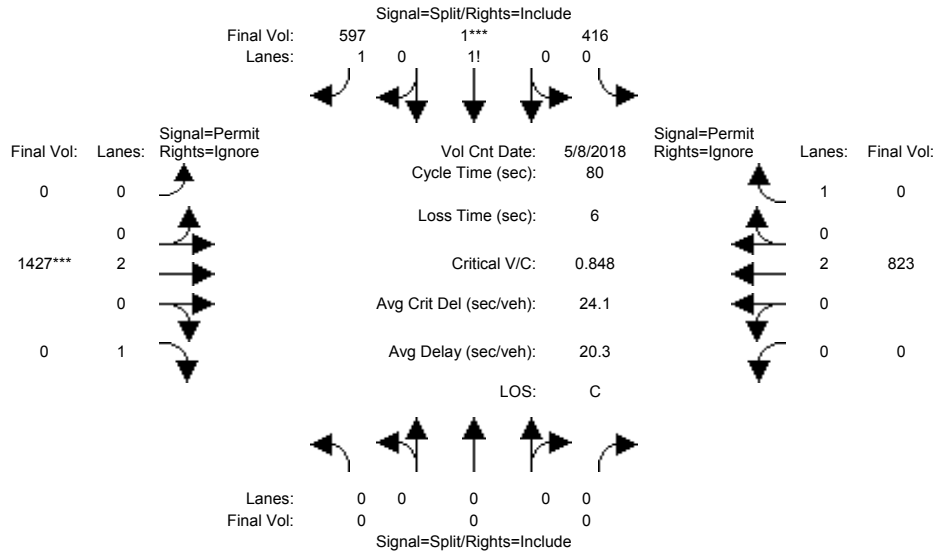 Signal=Split/Rights=Include
Final Vol: 597 1*** 416
Lanes: 1 0 1! 0 0
Signal=Permit
Final Vol: Lanes: Rights=Ignore
Vol Cnt Date: 5/8/2018
Signal=Permit
Rights=Ignore Lanes: Final Vol:
Cycle Time (sec): 80
0 0
1 0
Loss Time (sec): 6
0
0
1427*** 2
Critical V/C: 0.848
2 823
0
Avg Crit Del (sec/veh): 24.1
0
0 1
Avg Delay (sec/veh): 20.3
0 0
LOS: C
Lanes: 0 0 0 0 0
Final Vol: 0 0 0
Signal=Split/Rights=Include